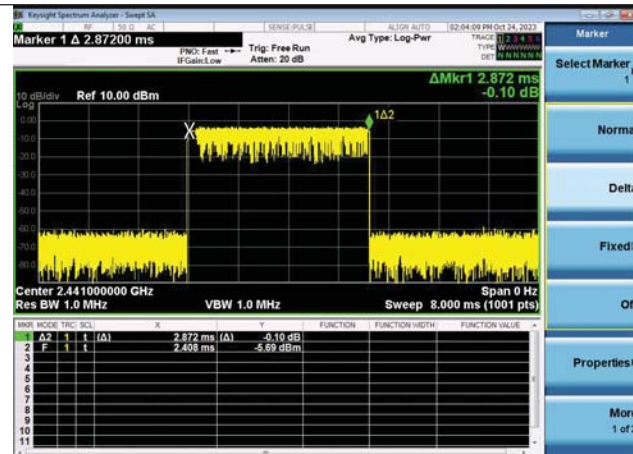 Keysight Spectrum Analyzer - Swept SA
RF 50 Ω AC SENSE:PULSE ALIGN AUTO 02:04:09 PM Oct 24, 2023
Marker 1 Δ 2.87200 ms
PNO: Fast
IFGain:Low
Trig: Free Run
Atten: 20 dB
Avg Type: Log-Pwr
TRACE 1 2 3 4 5 6
TYPE W
DET N N N N N N
ΔMkr1 2.872 ms
-0.10 dB
10 dB/div Ref 10.00 dBm
Log
0.00
-10.0
-20.0
-30.0
-40.0
-50.0
-60.0
-70.0
-80.0
X
1Δ2
Center 2.441000000 GHz Span 0 Hz
Res BW 1.0 MHz VBW 1.0 MHz Sweep 8.000 ms (1001 pts)
MKR MODE TRC SCL X Y FUNCTION FUNCTION WIDTH FUNCTION VALUE
1 Δ2 1 t (Δ) 2.872 ms (Δ) -0.10 dB
2 F 1 t 2.408 ms -5.69 dBm
3
4
5
6
7
8
9
10
11
Marker
Select Marker
1
Norma
Delta
Fixed
Of
Properties
Mor
1 of 2